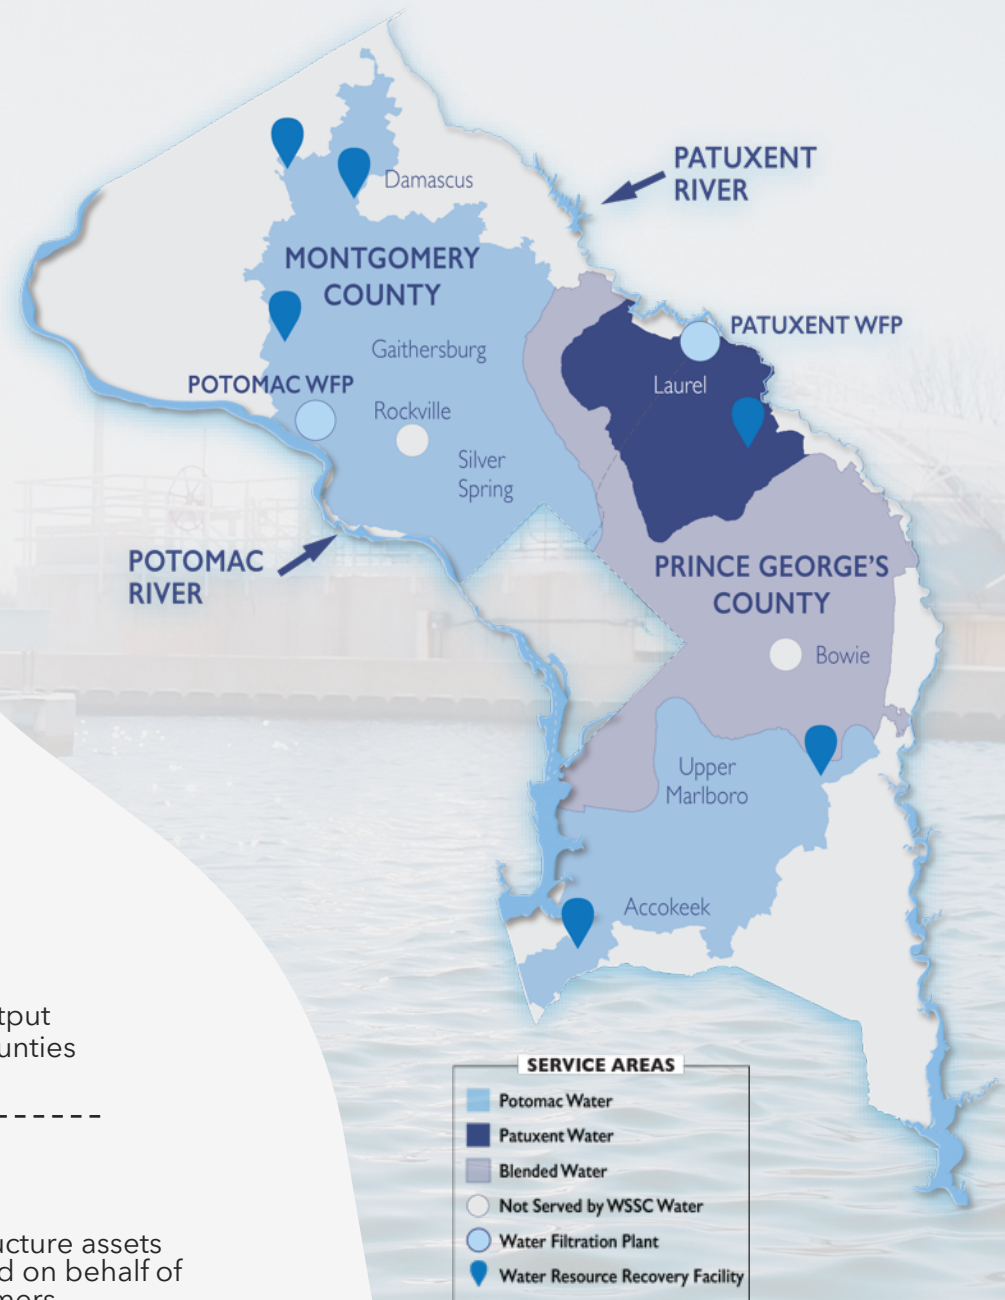 PATUXENT
RIVER
Damascus
MONTGOMERY
COUNTY
PATUXENT WFP
Gaithersburg
POTOMAC WFP
Laurel
Rockville
Silver
Spring
POTOMAC
RIVER
PRINCE GEORGE'S
COUNTY
Bowie
Upper
Marlboro
Accokeek
tput
unties
ucture assets
d on behalf of
SERVICE AREAS
Potomac Water
Patuxent Water
Blended Water
Not Served by WSSC Water
Water Filtration Plant
Water Resource Recovery Facility